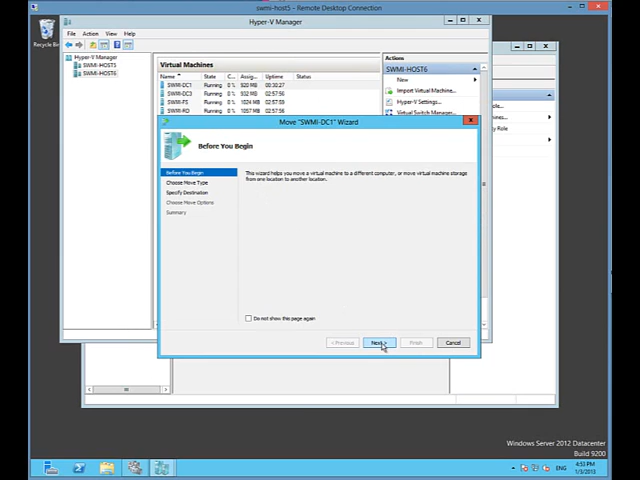 swmi-host5 - Remote Desktop Connection
Recycle Bin
Hyper-V Manager
File Action View Help
Hyper-V Manager
SWMI-HOST5
SWMI-HOST6
Virtual Machines
Name State C... Assig... Uptime Status
SWMI-DC1 Running 0 % 920 MB 00:30:27
SWMI-DC3 Running 0 % 932 MB 02:57:56
SWMI-FS Running 0 % 1024 MB 02:57:59
SWMI-RD Running 0 % 1057 MB 02:57:56
Actions
SWMI-HOST6
New
Import Virtual Machine...
Hyper-V Settings...
Virtual Switch Manager...
Move "SWMI-DC1" Wizard
Before You Begin
Before You Begin
Choose Move Type
Specify Destination
Choose Move Options
Summary
This wizard helps you move a virtual machine to a different computer, or move virtual machine storage
from one location to another location.
Do not show this page again
< Previous Next > Finish Cancel
Windows Server 2012 Datacenter
Build 9200
ENG 4:53 PM
1/3/2013